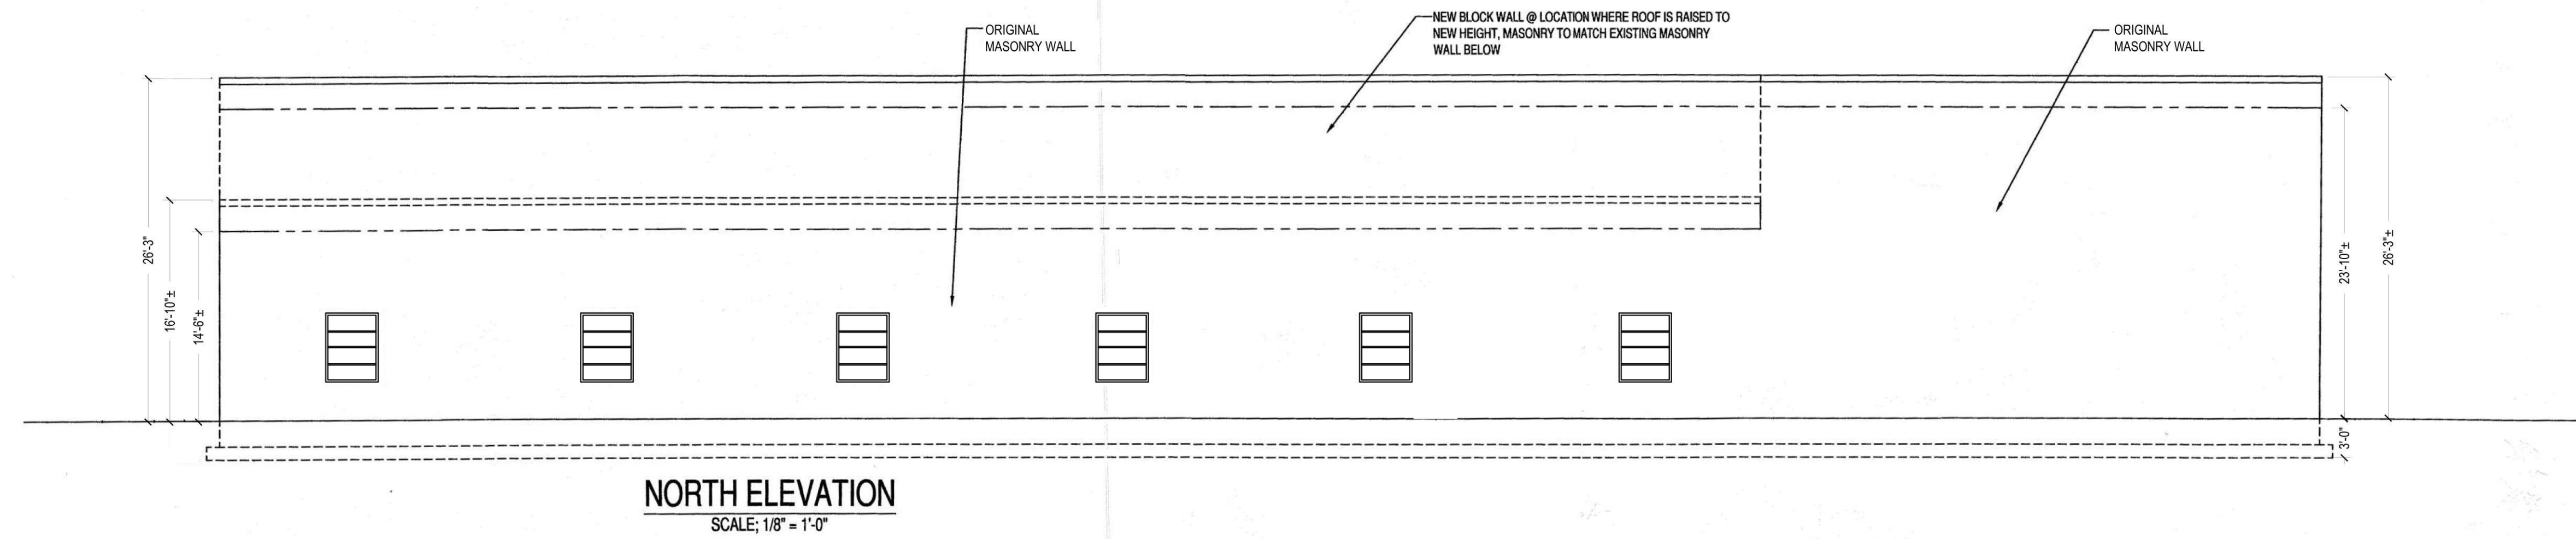 ORIGINAL
MASONRY WALL
NEW BLOCK WALL @ LOCATION WHERE ROOF IS RAISED TO
NEW HEIGHT, MASONRY TO MATCH EXISTING MASONRY
WALL BELOW
ORIGINAL
MASONRY WALL
26'-3"
16'-10"±
14'-6"±
23'-10"±
26'-3"±
3'-0"
NORTH ELEVATION
SCALE; 1/8" = 1'-0"